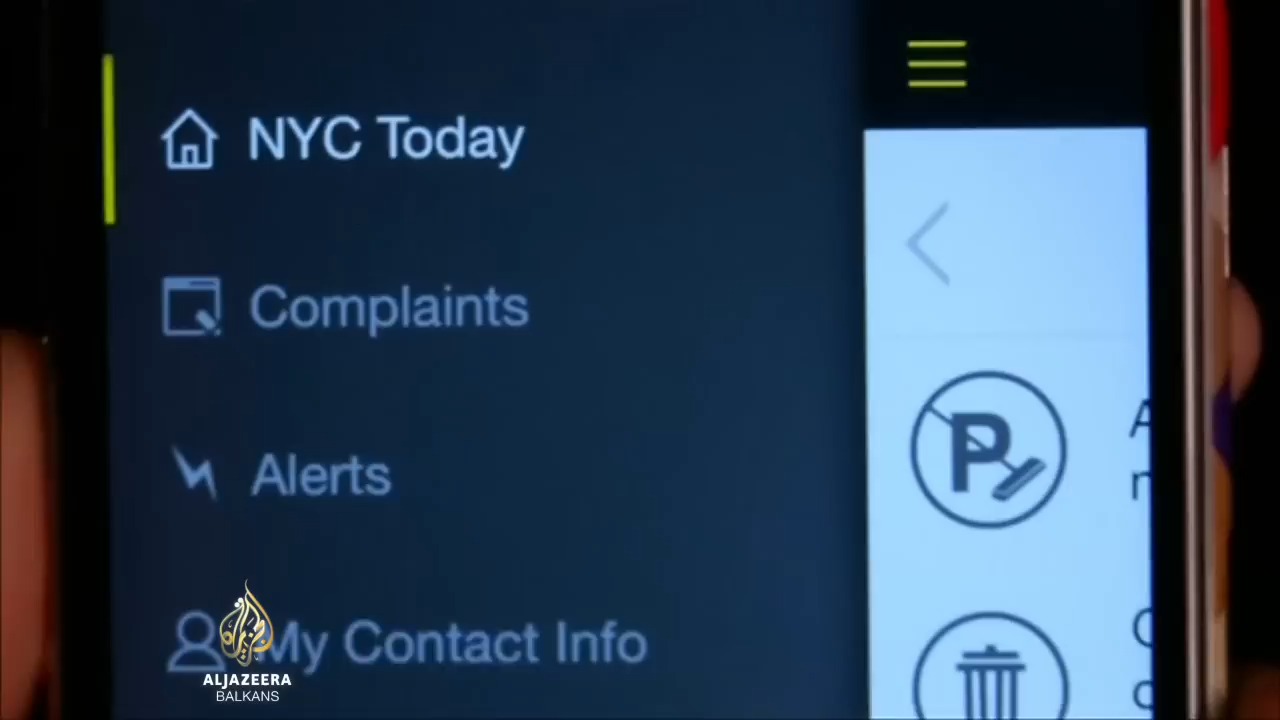 NYC Today
Complaints
Alerts
My Contact Info
P
ALJAZEERA
BALKANS